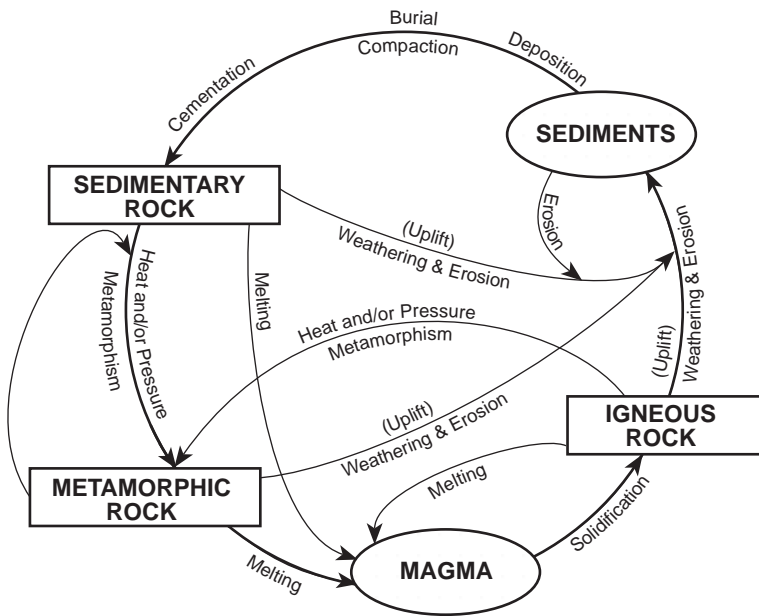 Burial
Compaction
Deposition
Cementation
SEDIMENTS
SEDIMENTARY
ROCK
Erosion
(Uplift)
Weathering & Erosion
Melting
Heat and/or Pressure
Metamorphism
Heat and/or Pressure
Metamorphism
(Uplift)
Weathering & Erosion
(Uplift)
Weathering & Erosion
IGNEOUS
ROCK
METAMORPHIC
ROCK
Melting
Solidification
Melting
MAGMA